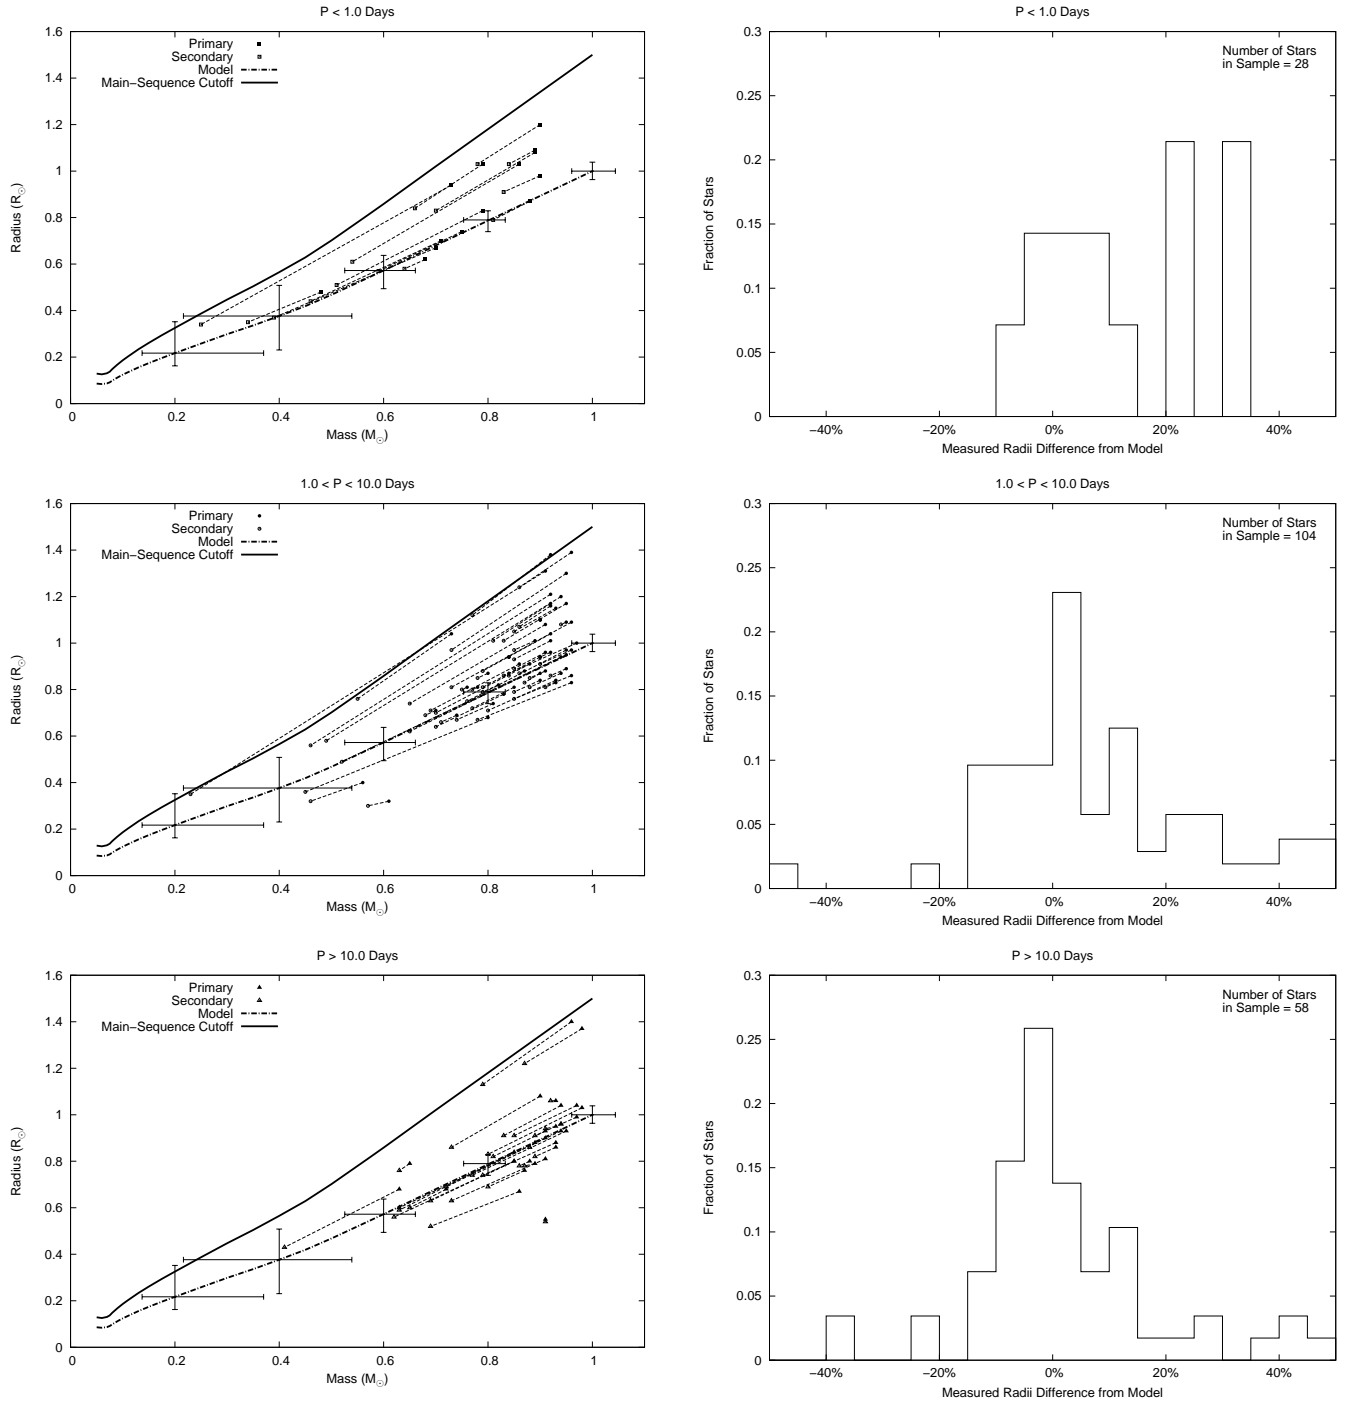 P < 1.0 Days
Primary
Secondary
Model
Main−Sequence Cutoff
1.6
1.4
1.2
1
0.8
0.6
0.4
0.2
0
Radius (R☉)
0 0.2 0.4 0.6 0.8 1
Mass (M☉)
P < 1.0 Days
Number of Stars
in Sample = 28
0.3
0.25
0.2
0.15
0.1
0.05
0
Fraction of Stars
−40% −20% 0% 20% 40%
Measured Radii Difference from Model
1.0 < P < 10.0 Days
Primary
Secondary
Model
Main−Sequence Cutoff
1.6
1.4
1.2
1
0.8
0.6
0.4
0.2
0
Radius (R☉)
0 0.2 0.4 0.6 0.8 1
Mass (M☉)
1.0 < P < 10.0 Days
Number of Stars
in Sample = 104
0.3
0.25
0.2
0.15
0.1
0.05
0
Fraction of Stars
−40% −20% 0% 20% 40%
Measured Radii Difference from Model
P > 10.0 Days
Primary
Secondary
Model
Main−Sequence Cutoff
1.6
1.4
1.2
1
0.8
0.6
0.4
0.2
0
Radius (R☉)
0 0.2 0.4 0.6 0.8 1
Mass (M☉)
P > 10.0 Days
Number of Stars
in Sample = 58
0.3
0.25
0.2
0.15
0.1
0.05
0
Fraction of Stars
−40% −20% 0% 20% 40%
Measured Radii Difference from Model